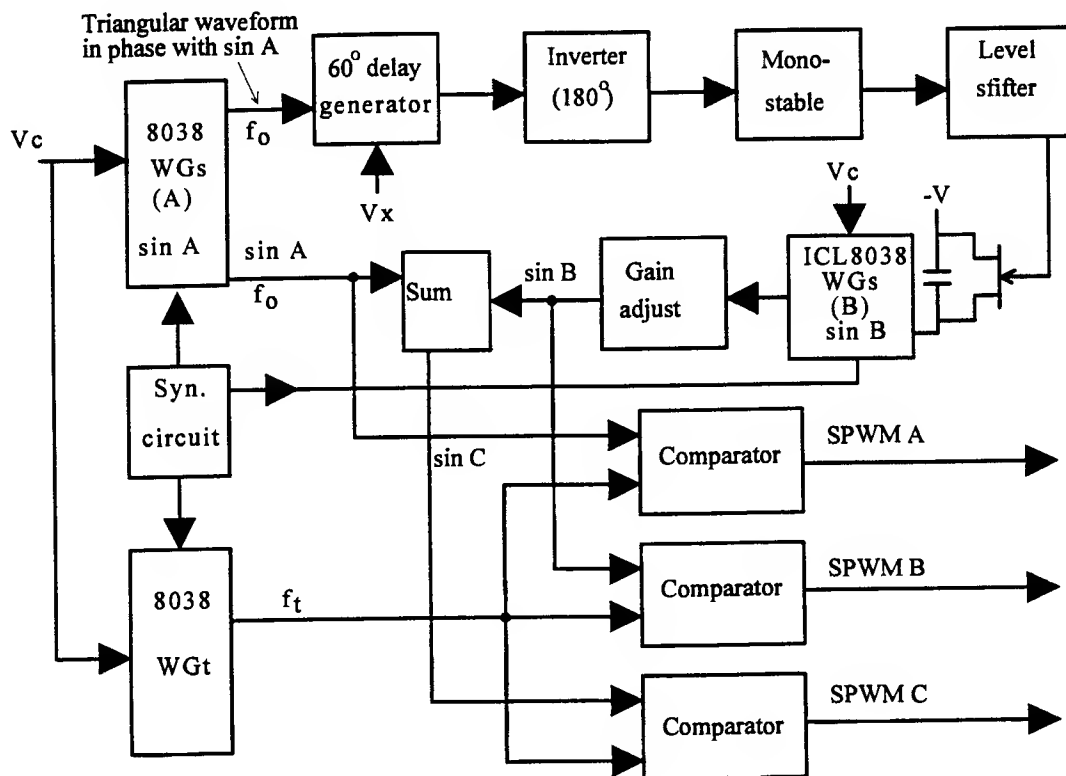 Triangular waveform
in phase with sin A
60° delay
generator
Inverter
(180°)
Mono-
stable
Level
sfifter
Vc
8038
WGs
(A)
sin A
fo
Vx
Vc
-V
sin A
fo
Sum
sin B
Gain
adjust
ICL8038
WGs
(B)
sin B
Syn.
circuit
sin C
Comparator
SPWM A
8038
WGt
ft
Comparator
SPWM B
Comparator
SPWM C